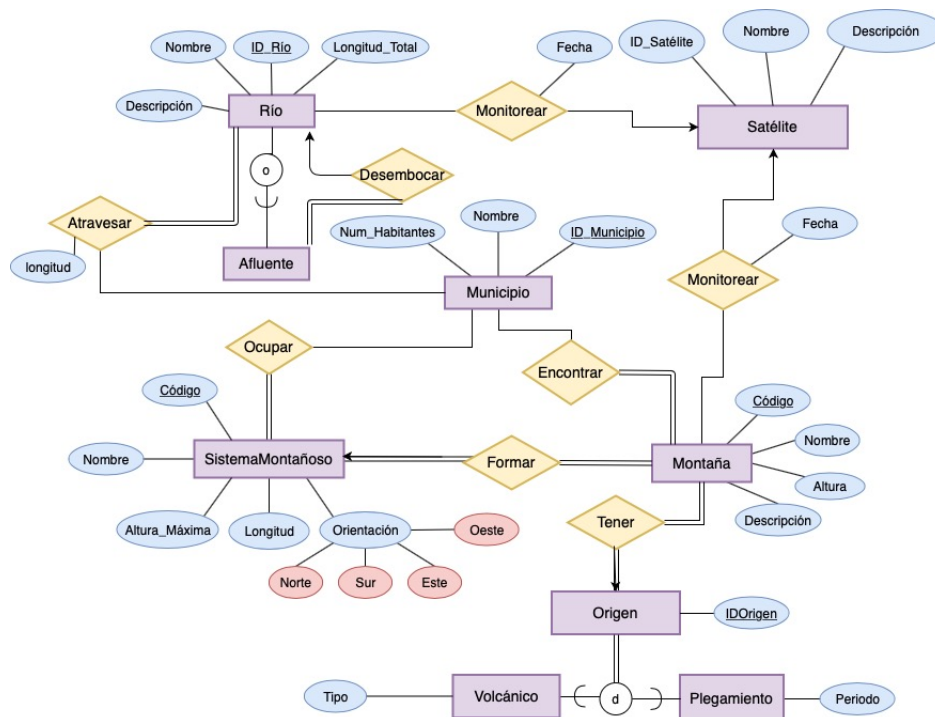 Nombre
ID_Río
Longitud_Total
Fecha
ID_Satélite
Nombre
Descripción
Descripción
Río
Monitorear
Satélite
o
Desembocar
Atravesar
Num_Habitantes
Nombre
ID_Municipio
Fecha
longitud
Afluente
Municipio
Monitorear
Ocupar
Encontrar
Código
Código
Nombre
SistemaMontañoso
Formar
Montaña
Nombre
Altura
Altura_Máxima
Longitud
Orientación
Oeste
Tener
Descripción
Norte
Sur
Este
Origen
IDOrigen
Tipo
Volcánico
d
Plegamiento
Periodo